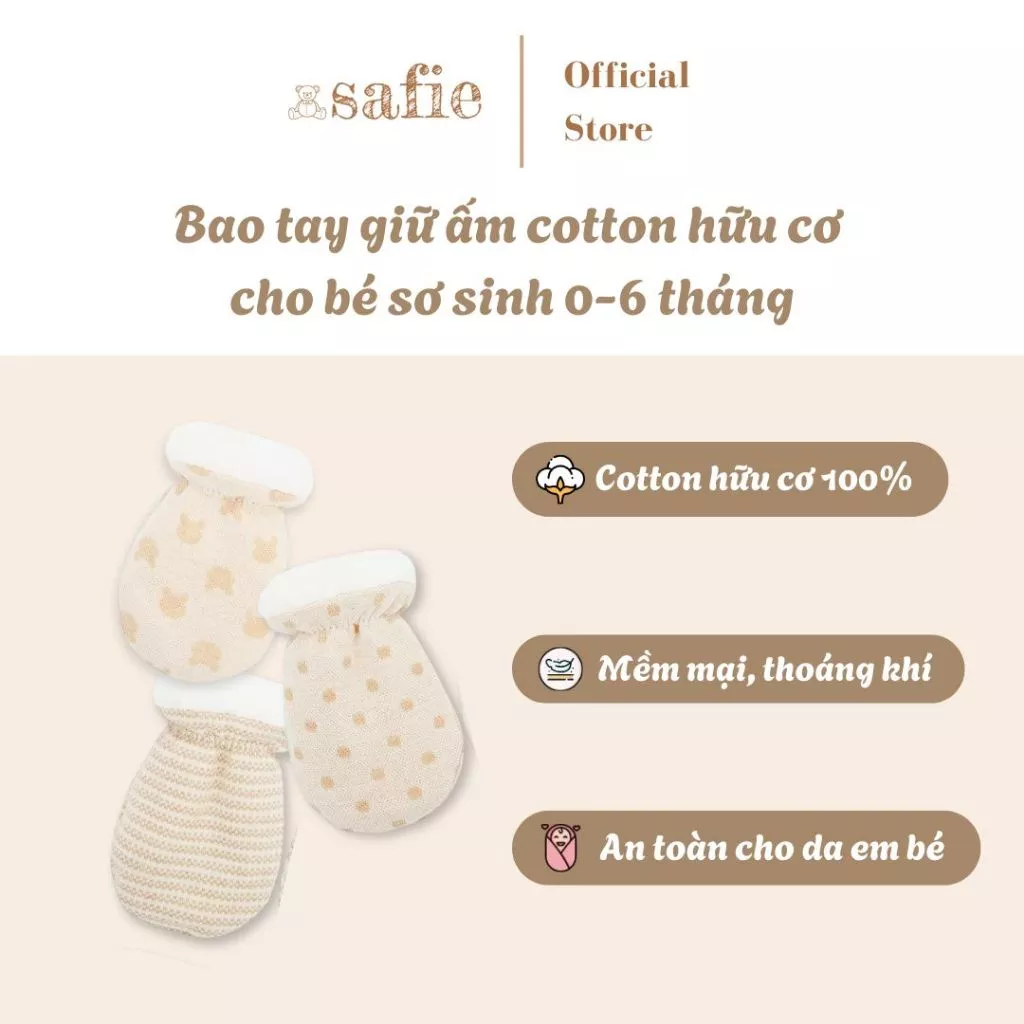 safie
Official
Store
Bao tay giữ ấm cotton hữu cơ
cho bé sơ sinh 0-6 tháng
Cotton hữu cơ 100%
Mềm mại, thoáng khí
An toàn cho da em bé